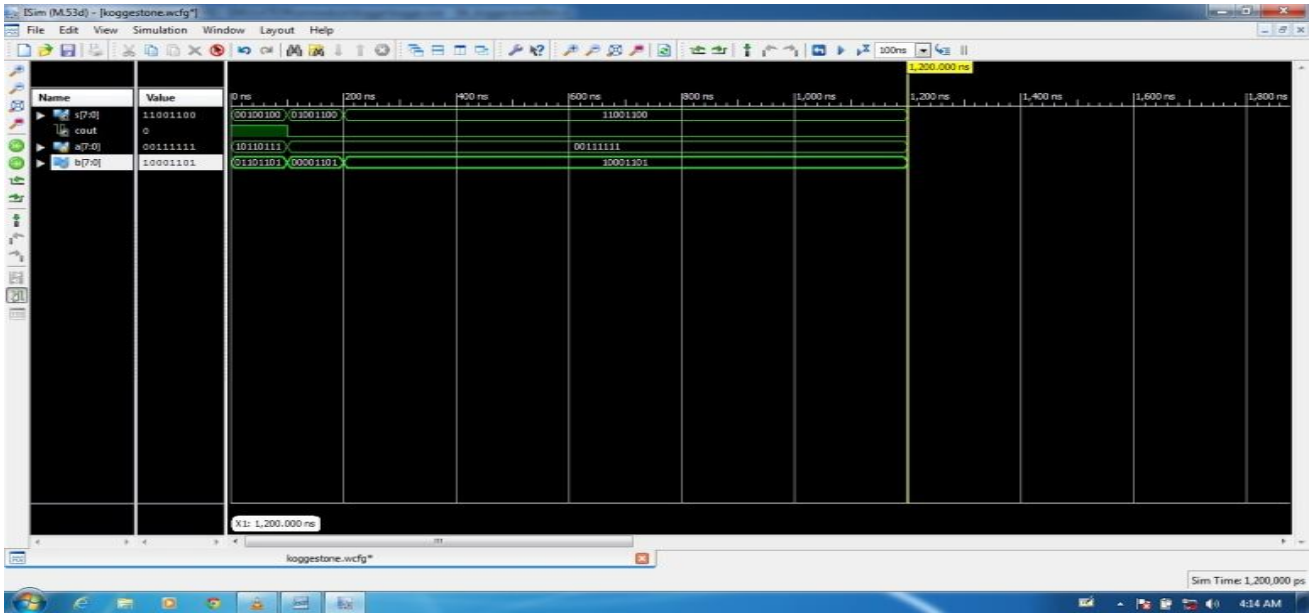 ISim (M.53d) - [koggestone.wcfg*]
File Edit View Simulation Window Layout Help
100ns
1,200.000 ns
Name Value
0 ns 200 ns 400 ns 600 ns 800 ns 1,000 ns 1,200 ns 1,400 ns 1,600 ns 1,800 ns
s[7:0] 11001100 00100100 01001100 11001100
cout 0
a[7:0] 00111111 10110111 00111111
b[7:0] 10001101 01101101 00001101 10001101
X1: 1,200.000 ns
koggestone.wcfg*
Sim Time: 1,200,000 ps
4:14 AM